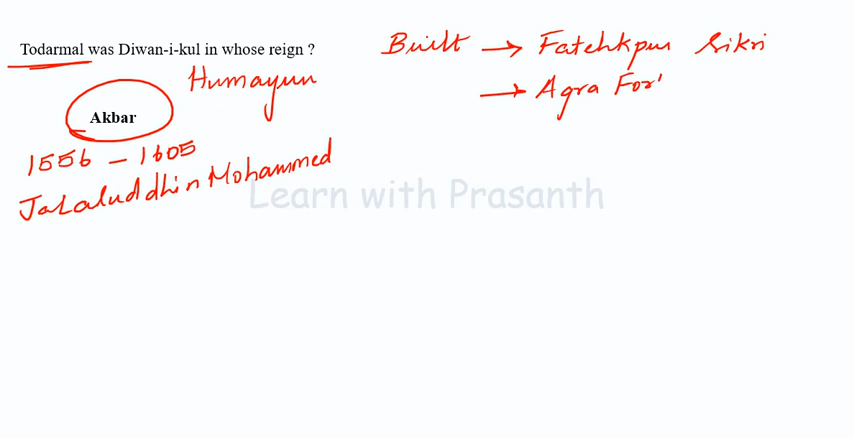 Todarmal was Diwan-i-kul in whose reign ?
Built → Fatehkpur Sikri
→ Agra For
Humayun
Akbar
1556 - 1605
Jalaluddhin Mohammed
Learn with Prasanth